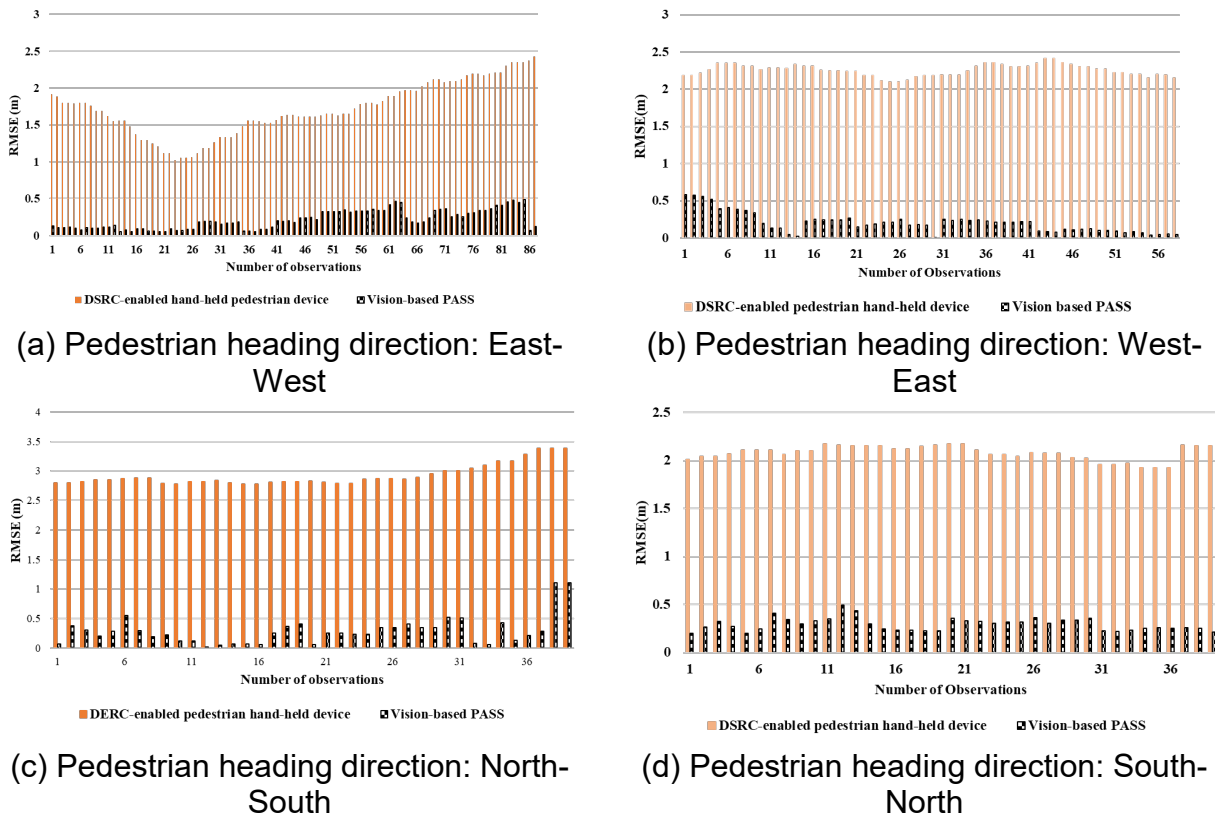 3
2.5
2
1.5
1
0.5
0
RMSE (m)
1 6 11 16 21 26 31 36 41 46 51 56 61 66 71 76 81 86
Number of observations
DSRC-enabled hand-held pedestrian device Vision-based PASS
(a) Pedestrian heading direction: East-
West
3
2.5
2
1.5
1
0.5
0
RMSE(m)
1 6 11 16 21 26 31 36 41 46 51 56
Number of Observations
DSRC-enabled pedestrian hand-held device Vision based PASS
(b) Pedestrian heading direction: West-
East
4
3.5
3
2.5
2
1.5
1
0.5
0
RMSE (m)
1 6 11 16 21 26 31 36
Number of observations
DERC-enabled pedestrian hand-held device Vision-based PASS
(c) Pedestrian heading direction: North-
South
2.5
2
1.5
1
0.5
0
RMSE(m)
1 6 11 16 21 26 31 36
Number of Observations
DSRC-enabled pedestrian hand-held device Vision-based PASS
(d) Pedestrian heading direction: South-
North